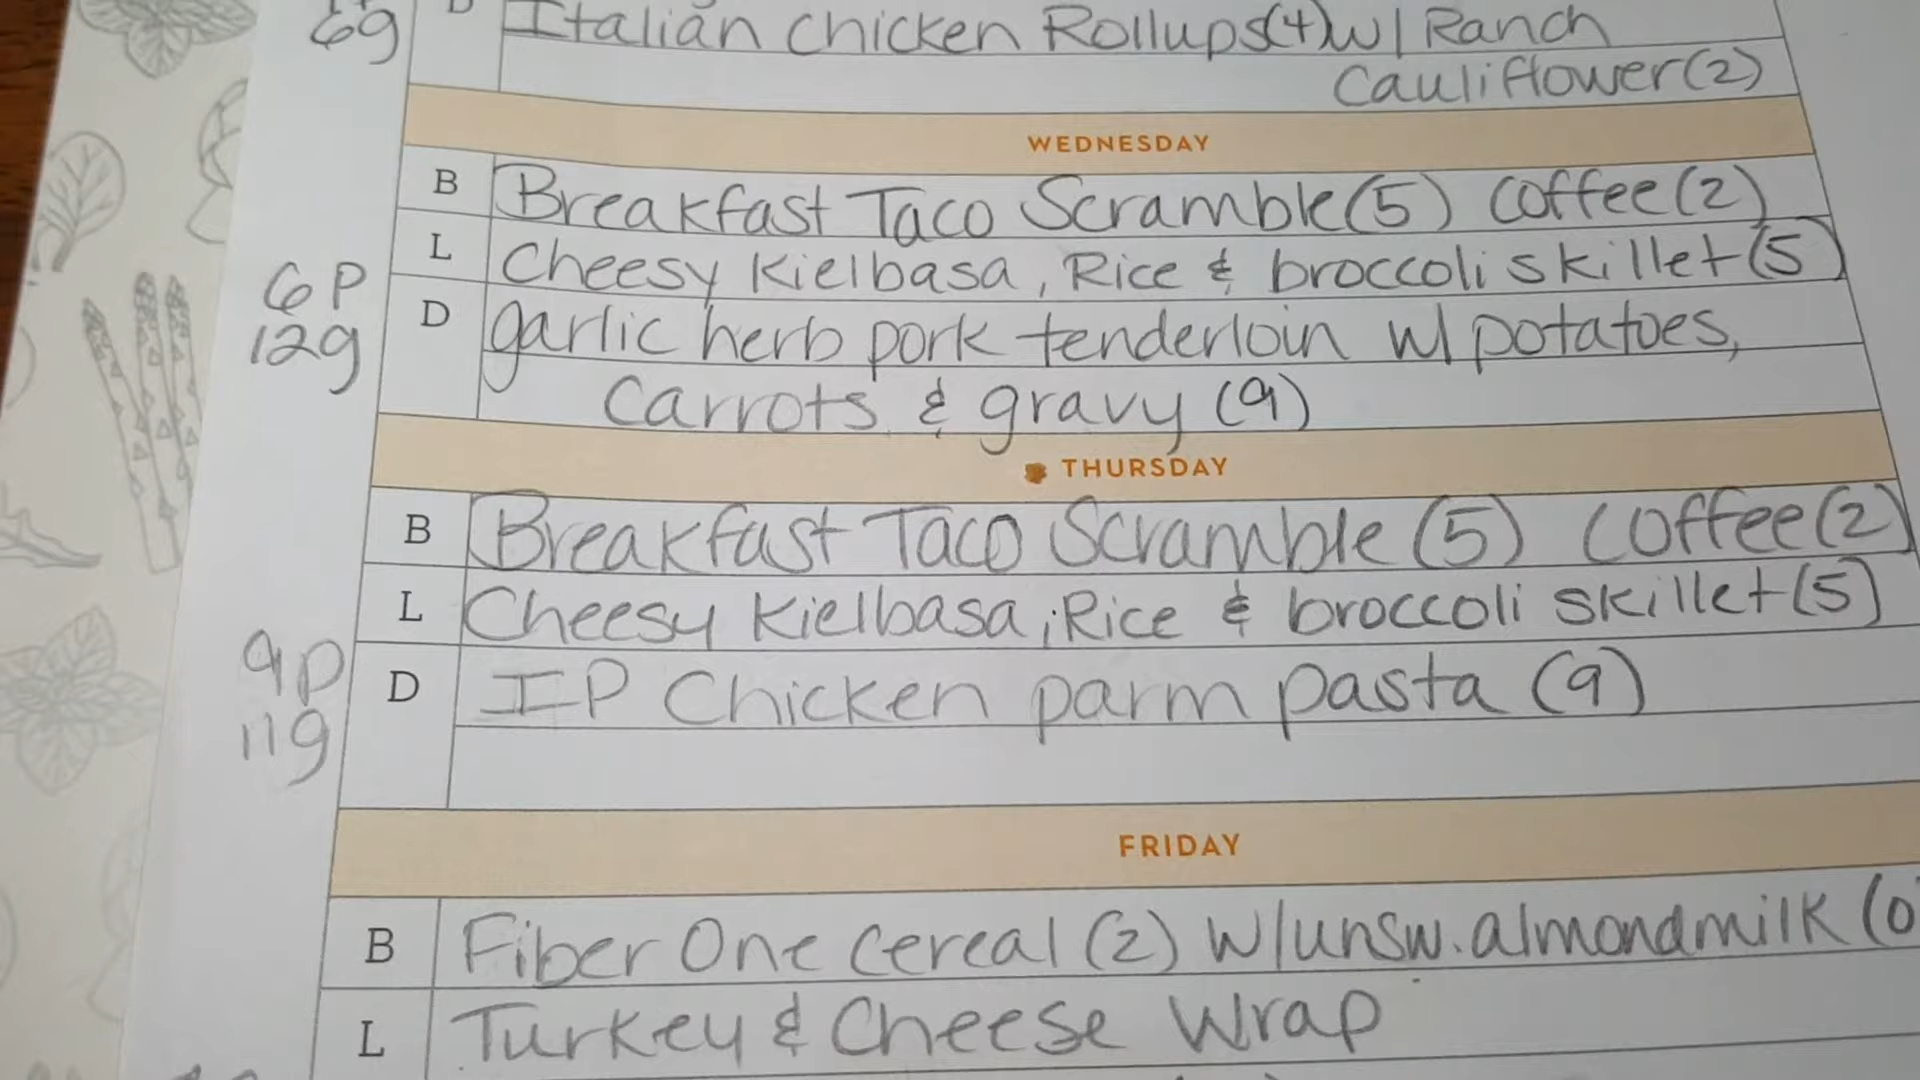 6g
Italian chicken Rollups(4) w/ Ranch
Cauliflower (2)
WEDNESDAY
B Breakfast Taco Scramble (5) Coffee (2)
L Cheesy Kielbasa, Rice & broccoli skillet (5)
6p
12g
D garlic herb pork tenderloin w/ potatoes,
Carrots & gravy (9)
THURSDAY
B Breakfast Taco Scramble (5) Coffee (2)
L Cheesy Kielbasa, Rice & broccoli skillet (5)
9p
11g
D IP Chicken parm pasta (9)
FRIDAY
B Fiber One Cereal (2) W/unsw. almondmilk (0
L Turkey & Cheese Wrap